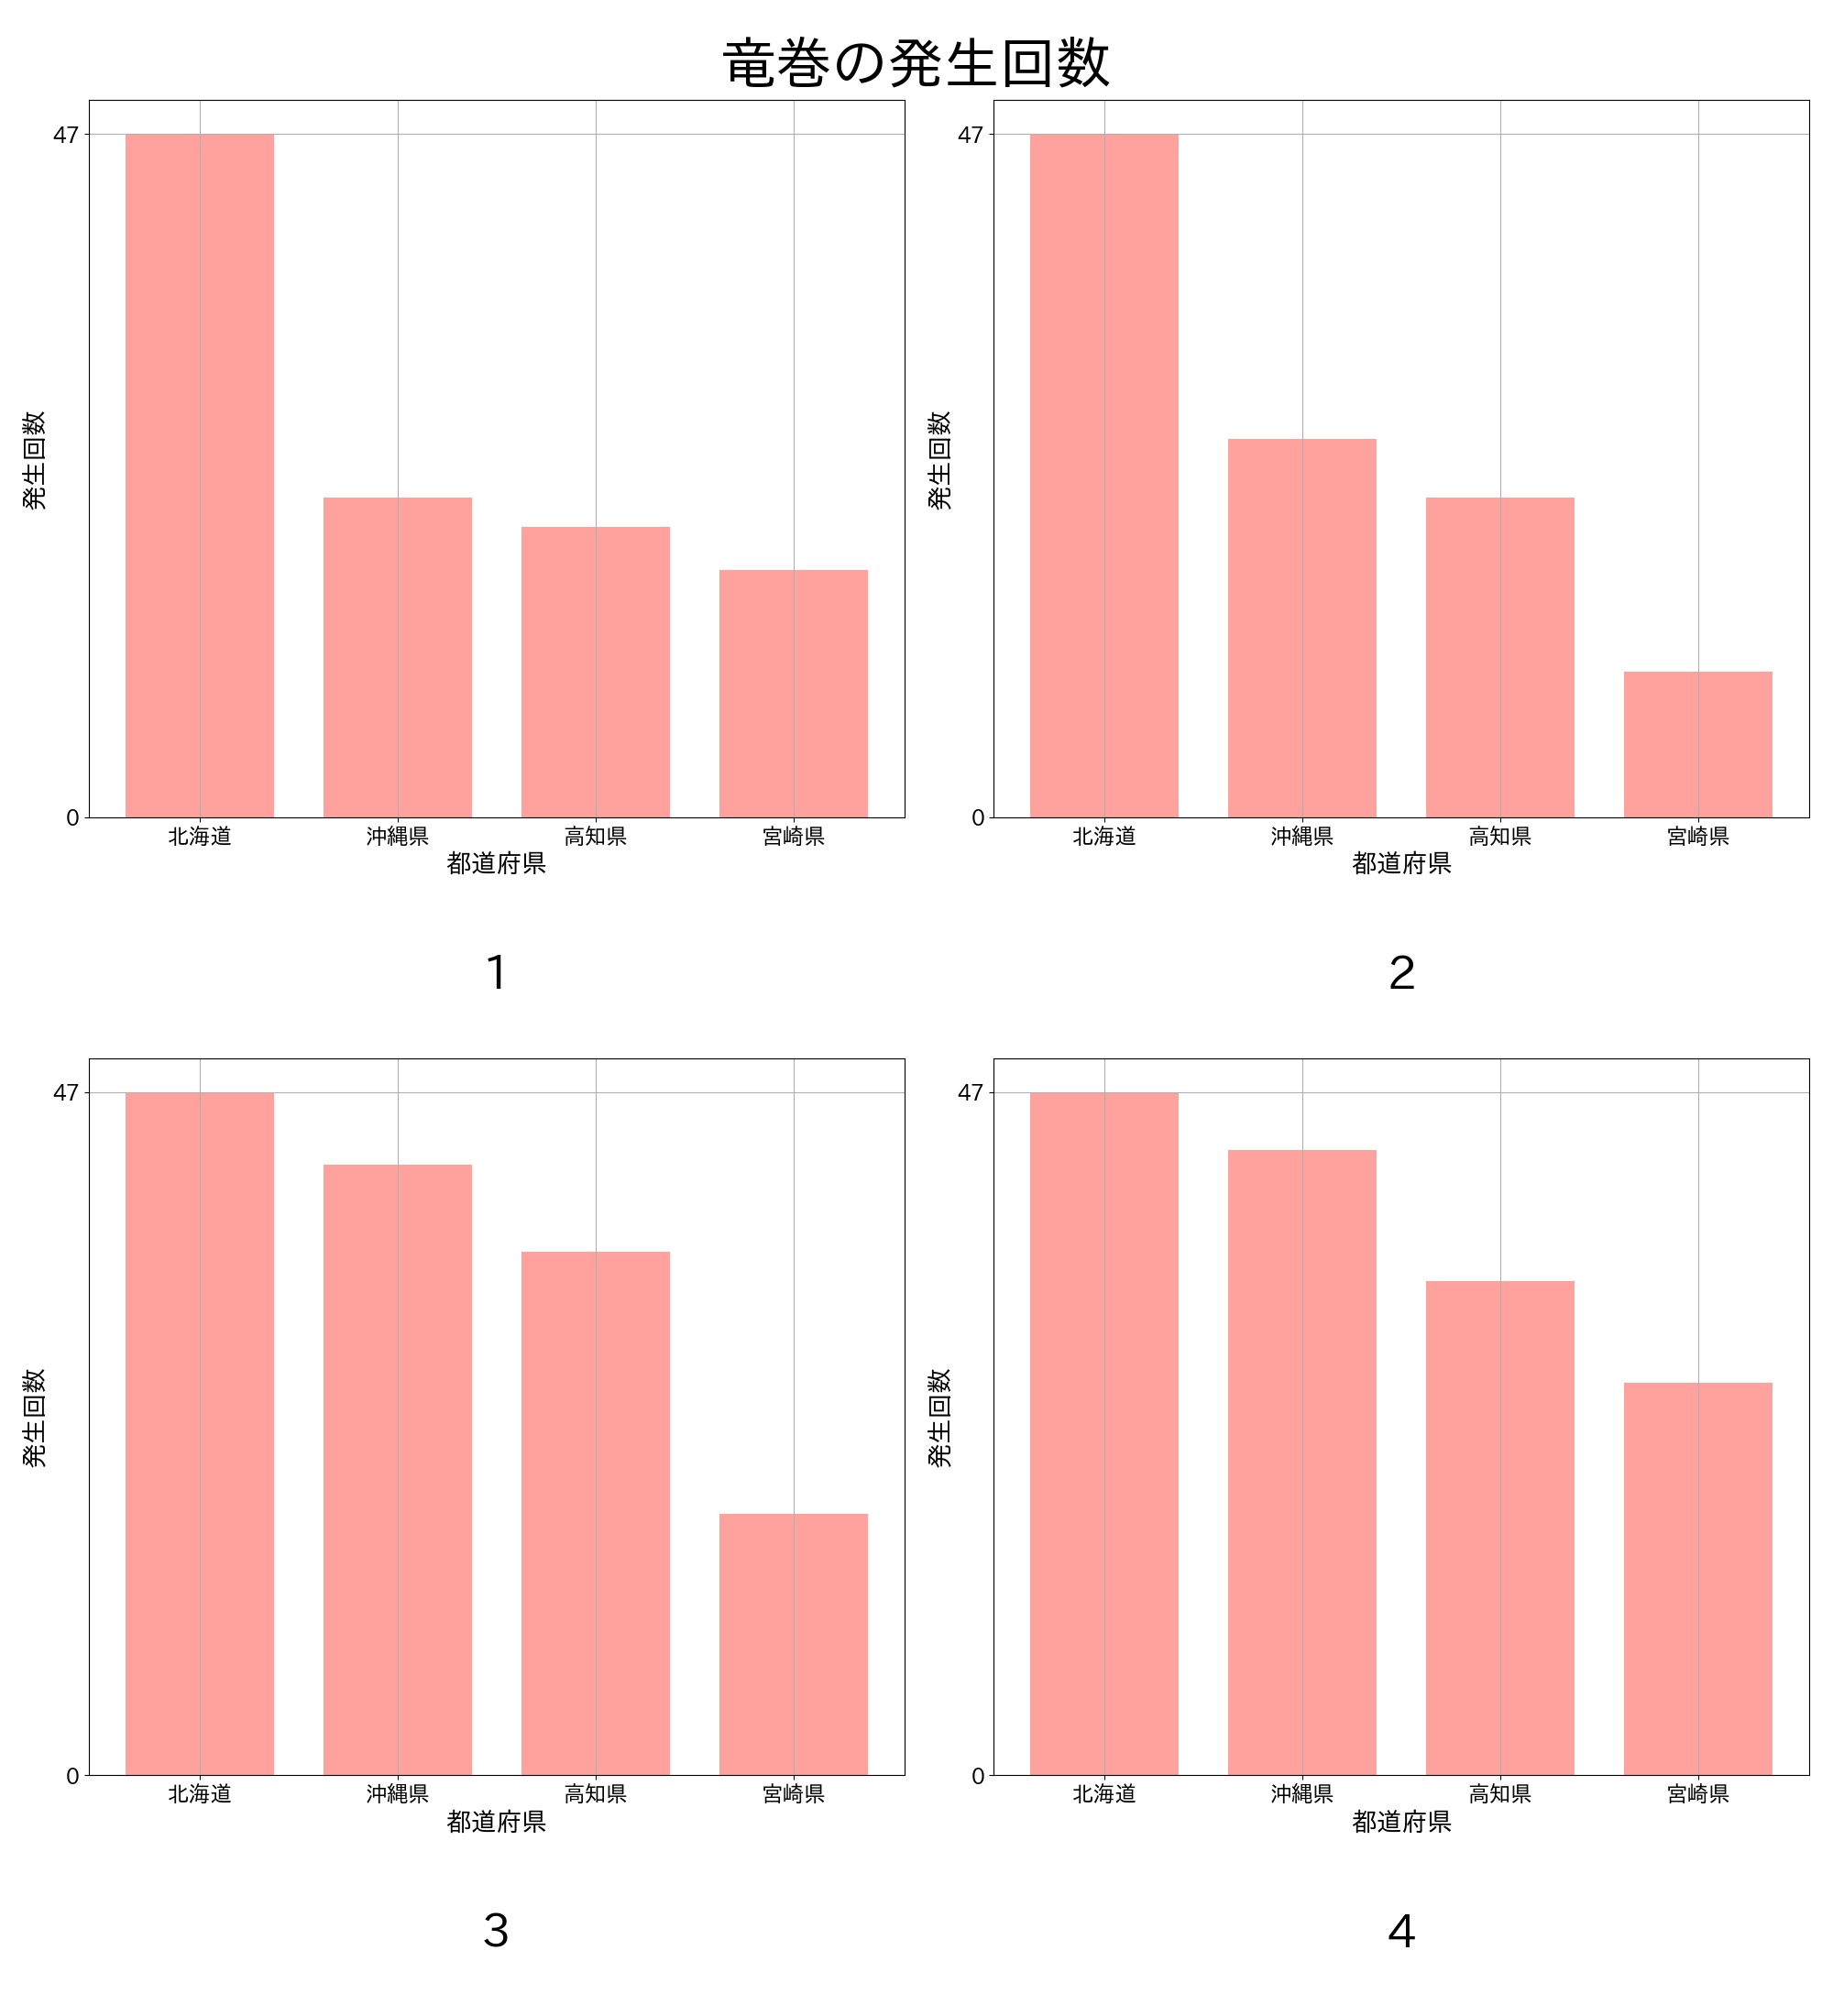 竜巻の発生回数
47
0
発生回数
北海道 沖縄県 高知県 宮崎県
都道府県
1
47
0
発生回数
北海道 沖縄県 高知県 宮崎県
都道府県
2
47
0
発生回数
北海道 沖縄県 高知県 宮崎県
都道府県
3
47
0
発生回数
北海道 沖縄県 高知県 宮崎県
都道府県
4